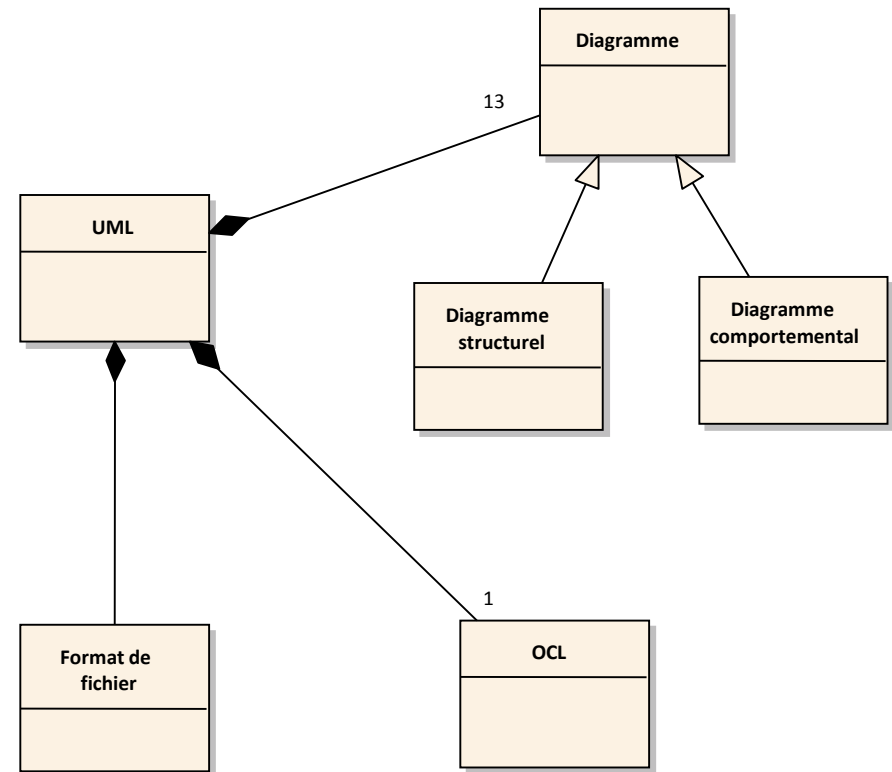 Diagramme
13
UML
Diagramme
structurel
Diagramme
comportemental
1
Format de
fichier
OCL